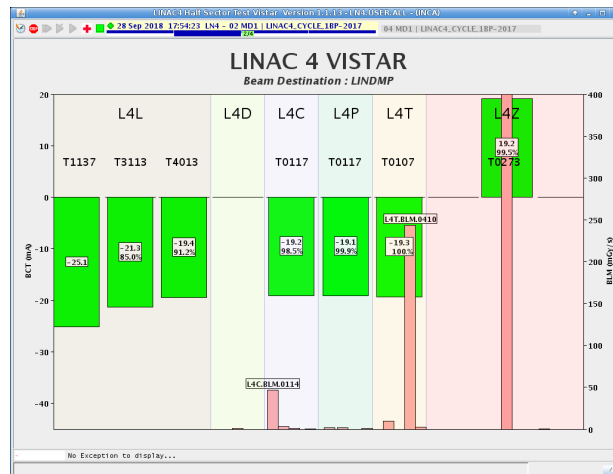 LINAC4 Half Sector Test Vistar  Version 1.1.13 - LN4.USER.ALL - (INCA)
28 Sep 2018  17:54:23  LN4 - 02 MD1 | LINAC4_CYCLE_1BP-2017
04 MD1 | LINAC4_CYCLE_1BP-2017
2/4
LINAC 4 VISTAR
Beam Destination : LINDMP
L4L L4D L4C L4P L4T L4Z
T1137 T3113 T4013 T0117 T0117 T0107 T0273
19.2
99.5%
L4T.BLM.0410
-25.1
-21.3
85.0%
-19.4
91.2%
-19.2
98.5%
-19.1
99.9%
-19.3
100.%
L4C.BLM.0114
BCT (mA)
20
10
0
-10
-20
-30
-40
BLM (mGy/s)
400
350
300
250
200
150
100
50
0
No Exception to display...